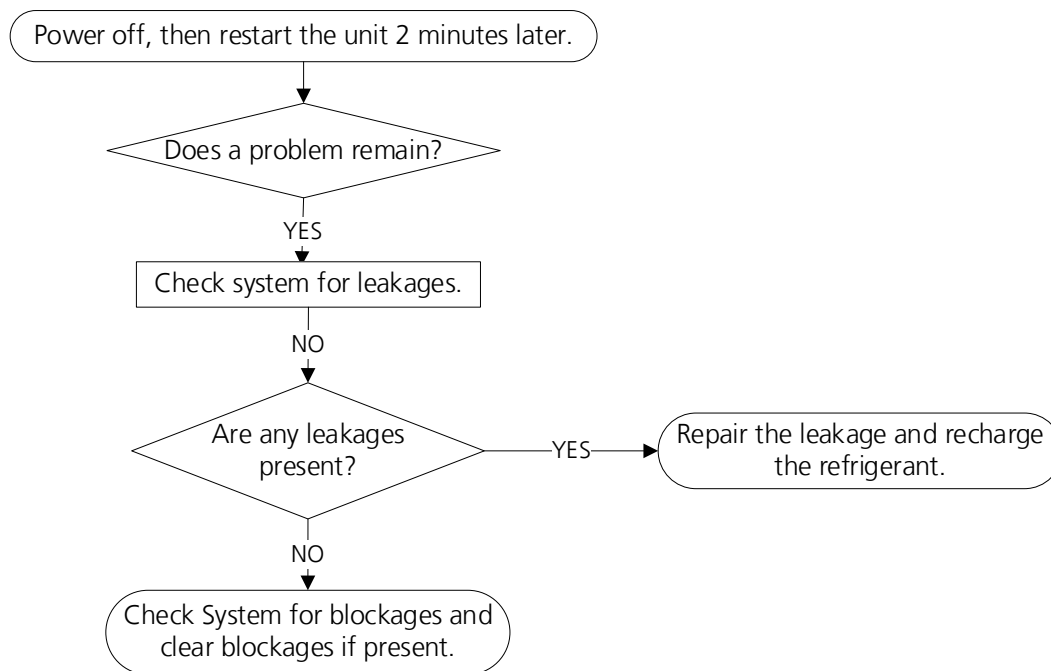 Power off, then restart the unit 2 minutes later.
Does a problem remain?
YES
Check system for leakages.
NO
Are any leakages
present?
YES
Repair the leakage and recharge
the refrigerant.
NO
Check System for blockages and
clear blockages if present.